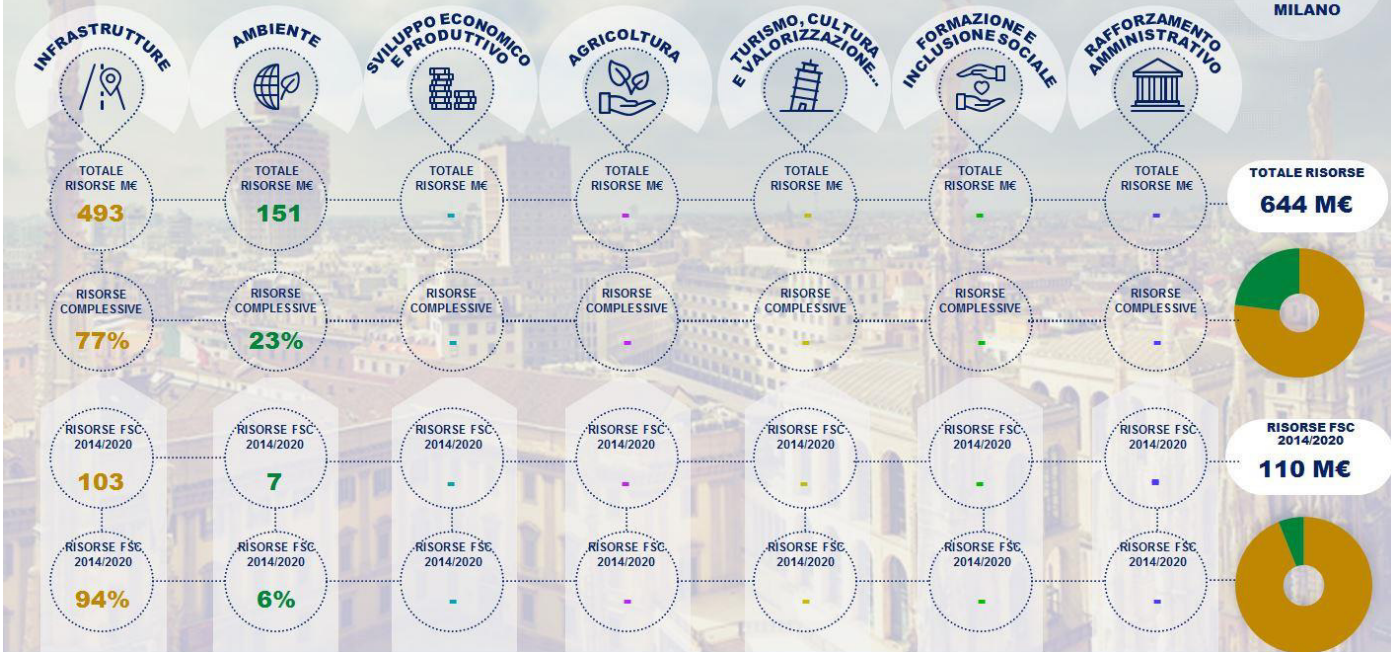 MILANO
INFRASTRUTTURE
AMBIENTE
SVILUPPO ECONOMICO
E PRODUTTIVO
AGRICOLTURA
TURISMO, CULTURA
E VALORIZZAZIONE...
FORMAZIONE E
INCLUSIONE SOCIALE
RAFFORZAMENTO
AMMINISTRATIVO
TOTALE
RISORSE M€
493
TOTALE
RISORSE M€
151
TOTALE
RISORSE M€
-
TOTALE
RISORSE M€
-
TOTALE
RISORSE M€
-
TOTALE
RISORSE M€
-
TOTALE
RISORSE M€
-
TOTALE RISORSE
644 M€
RISORSE
COMPLESSIVE
77%
RISORSE
COMPLESSIVE
23%
RISORSE
COMPLESSIVE
-
RISORSE
COMPLESSIVE
-
RISORSE
COMPLESSIVE
-
RISORSE
COMPLESSIVE
-
RISORSE
COMPLESSIVE
-
RISORSE FSC
2014/2020
103
RISORSE FSC
2014/2020
7
RISORSE FSC
2014/2020
-
RISORSE FSC
2014/2020
-
RISORSE FSC
2014/2020
-
RISORSE FSC
2014/2020
-
RISORSE FSC
2014/2020
-
RISORSE FSC
2014/2020
110 M€
RISORSE FSC
2014/2020
94%
RISORSE FSC
2014/2020
6%
RISORSE FSC
2014/2020
-
RISORSE FSC
2014/2020
-
RISORSE FSC
2014/2020
-
RISORSE FSC
2014/2020
-
RISORSE FSC
2014/2020
-